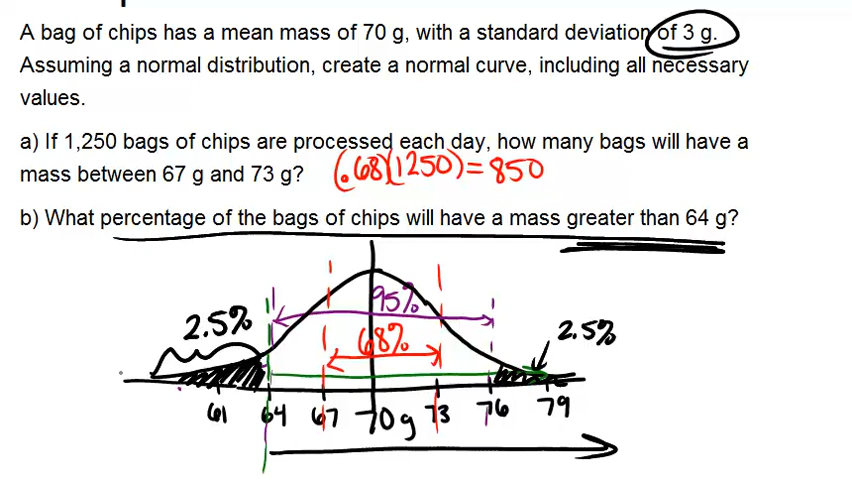 A bag of chips has a mean mass of 70 g, with a standard deviation of 3 g.
Assuming a normal distribution, create a normal curve, including all necessary
values.
a) If 1,250 bags of chips are processed each day, how many bags will have a
mass between 67 g and 73 g? (.68)(1250) = 850
b) What percentage of the bags of chips will have a mass greater than 64 g?
95%
2.5% 2.5%
68%
61 64 67 70g 73 76 79